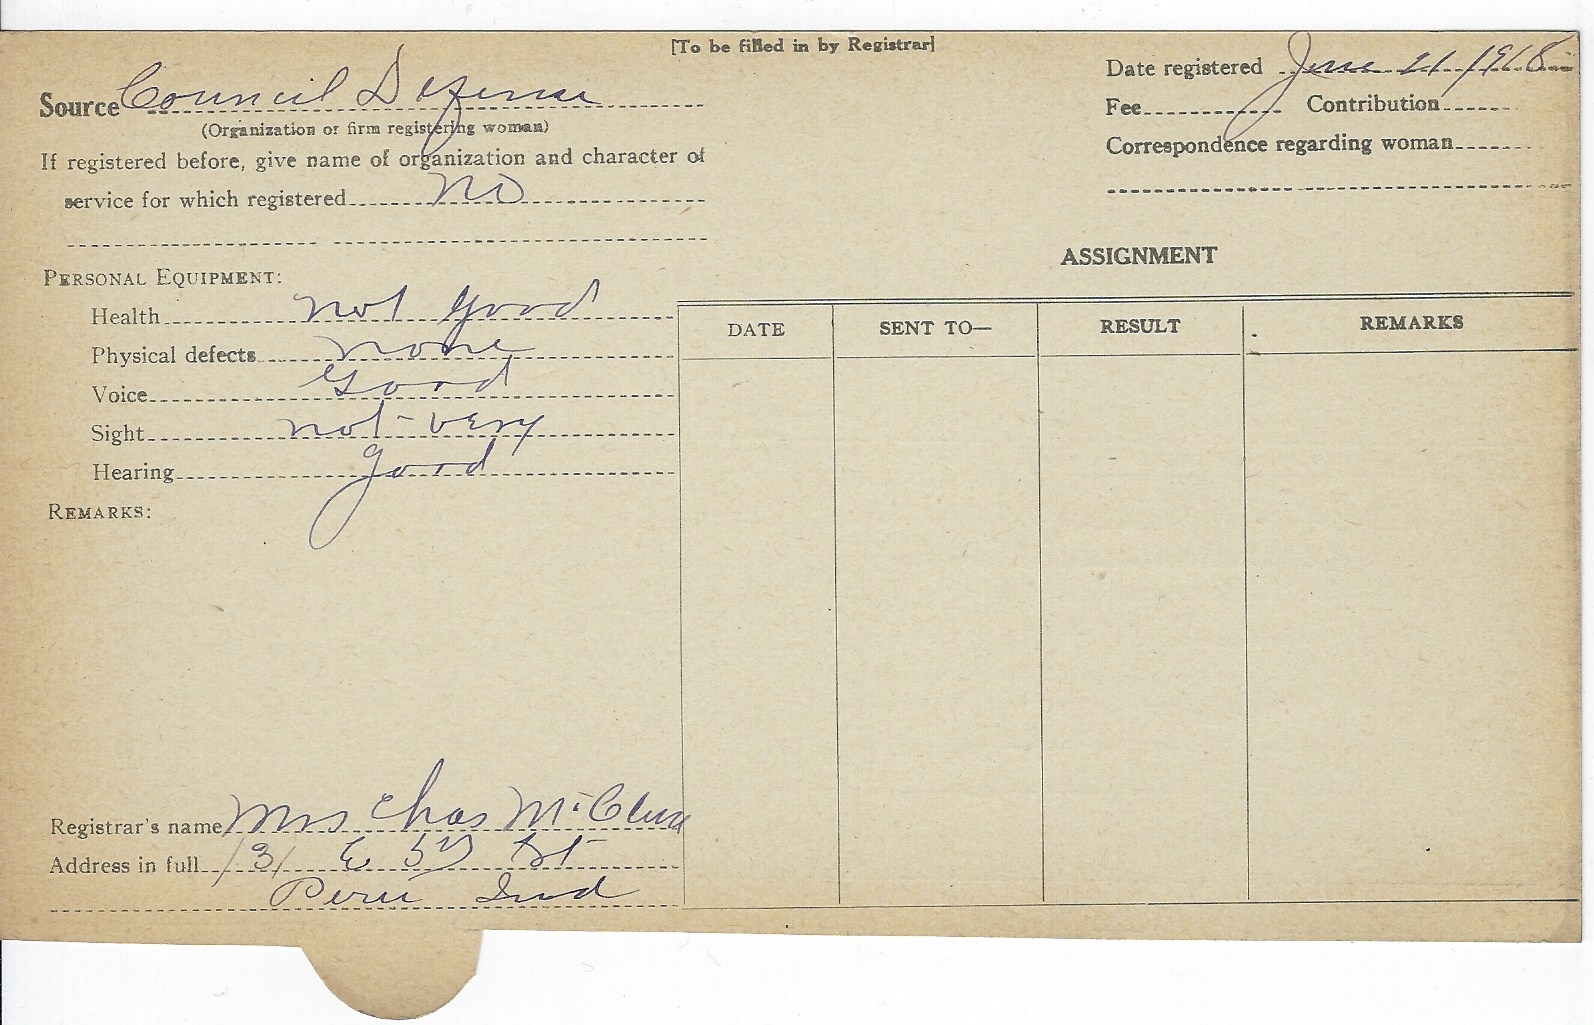 [To be filled in by Registrar]
Source Council Defense
(Organization or firm registering woman)
If registered before, give name of organization and character of
service for which registered No
Date registered June 21 1918
Fee Contribution
Correspondence regarding woman
PERSONAL EQUIPMENT:
Health not good
Physical defects none
Voice Good
Sight not very
Hearing good
REMARKS:
ASSIGNMENT
DATE SENT TO— RESULT REMARKS
Registrar's name Mrs Chas
Address in full 131 E 5th St
Peru Ind